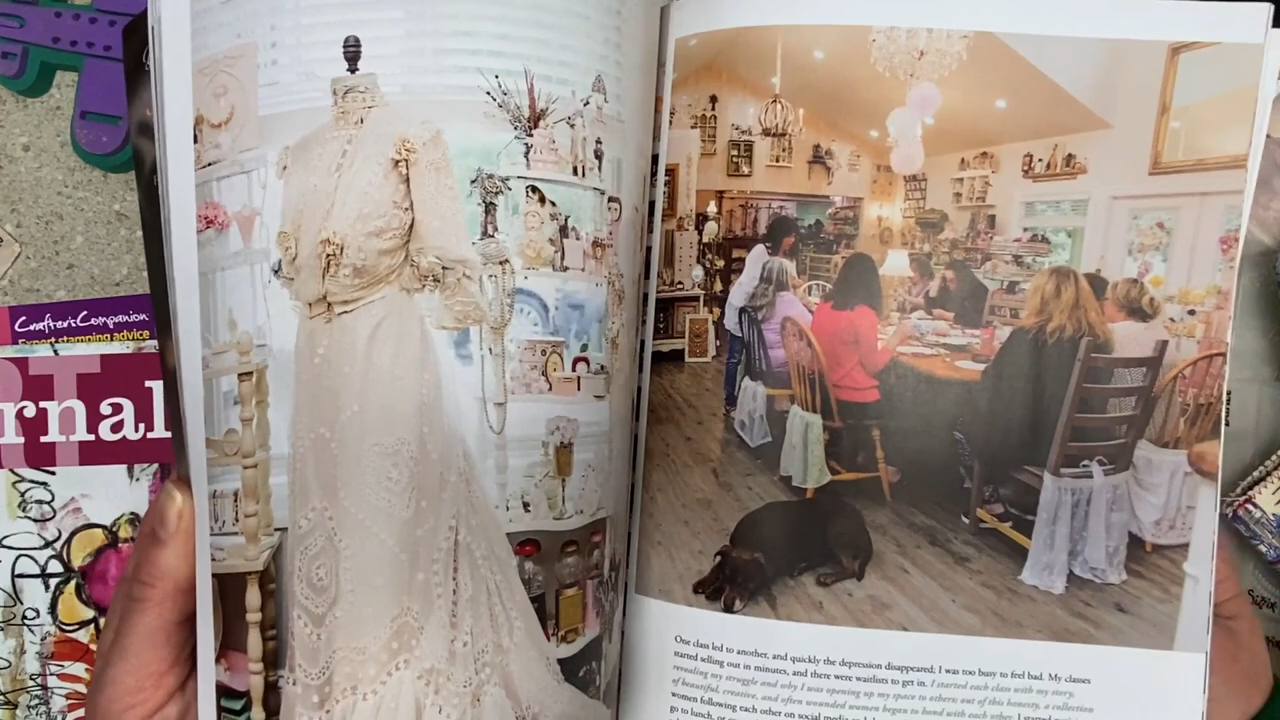 Crafter's Companion
Expert stamping advice
RT
rnal
to Bloom
One class led to another, and quickly the depression disappeared; I was too busy to feel bad. My classes
started selling out in minutes, and there were waitlists to get in. I started each class with my story,
revealing my struggle and why I was opening up my space to others; out of this honesty, a collection
of beautiful, creative, and often wounded women began to bond with each other. I started
women following each other on social media
go to lunch, or